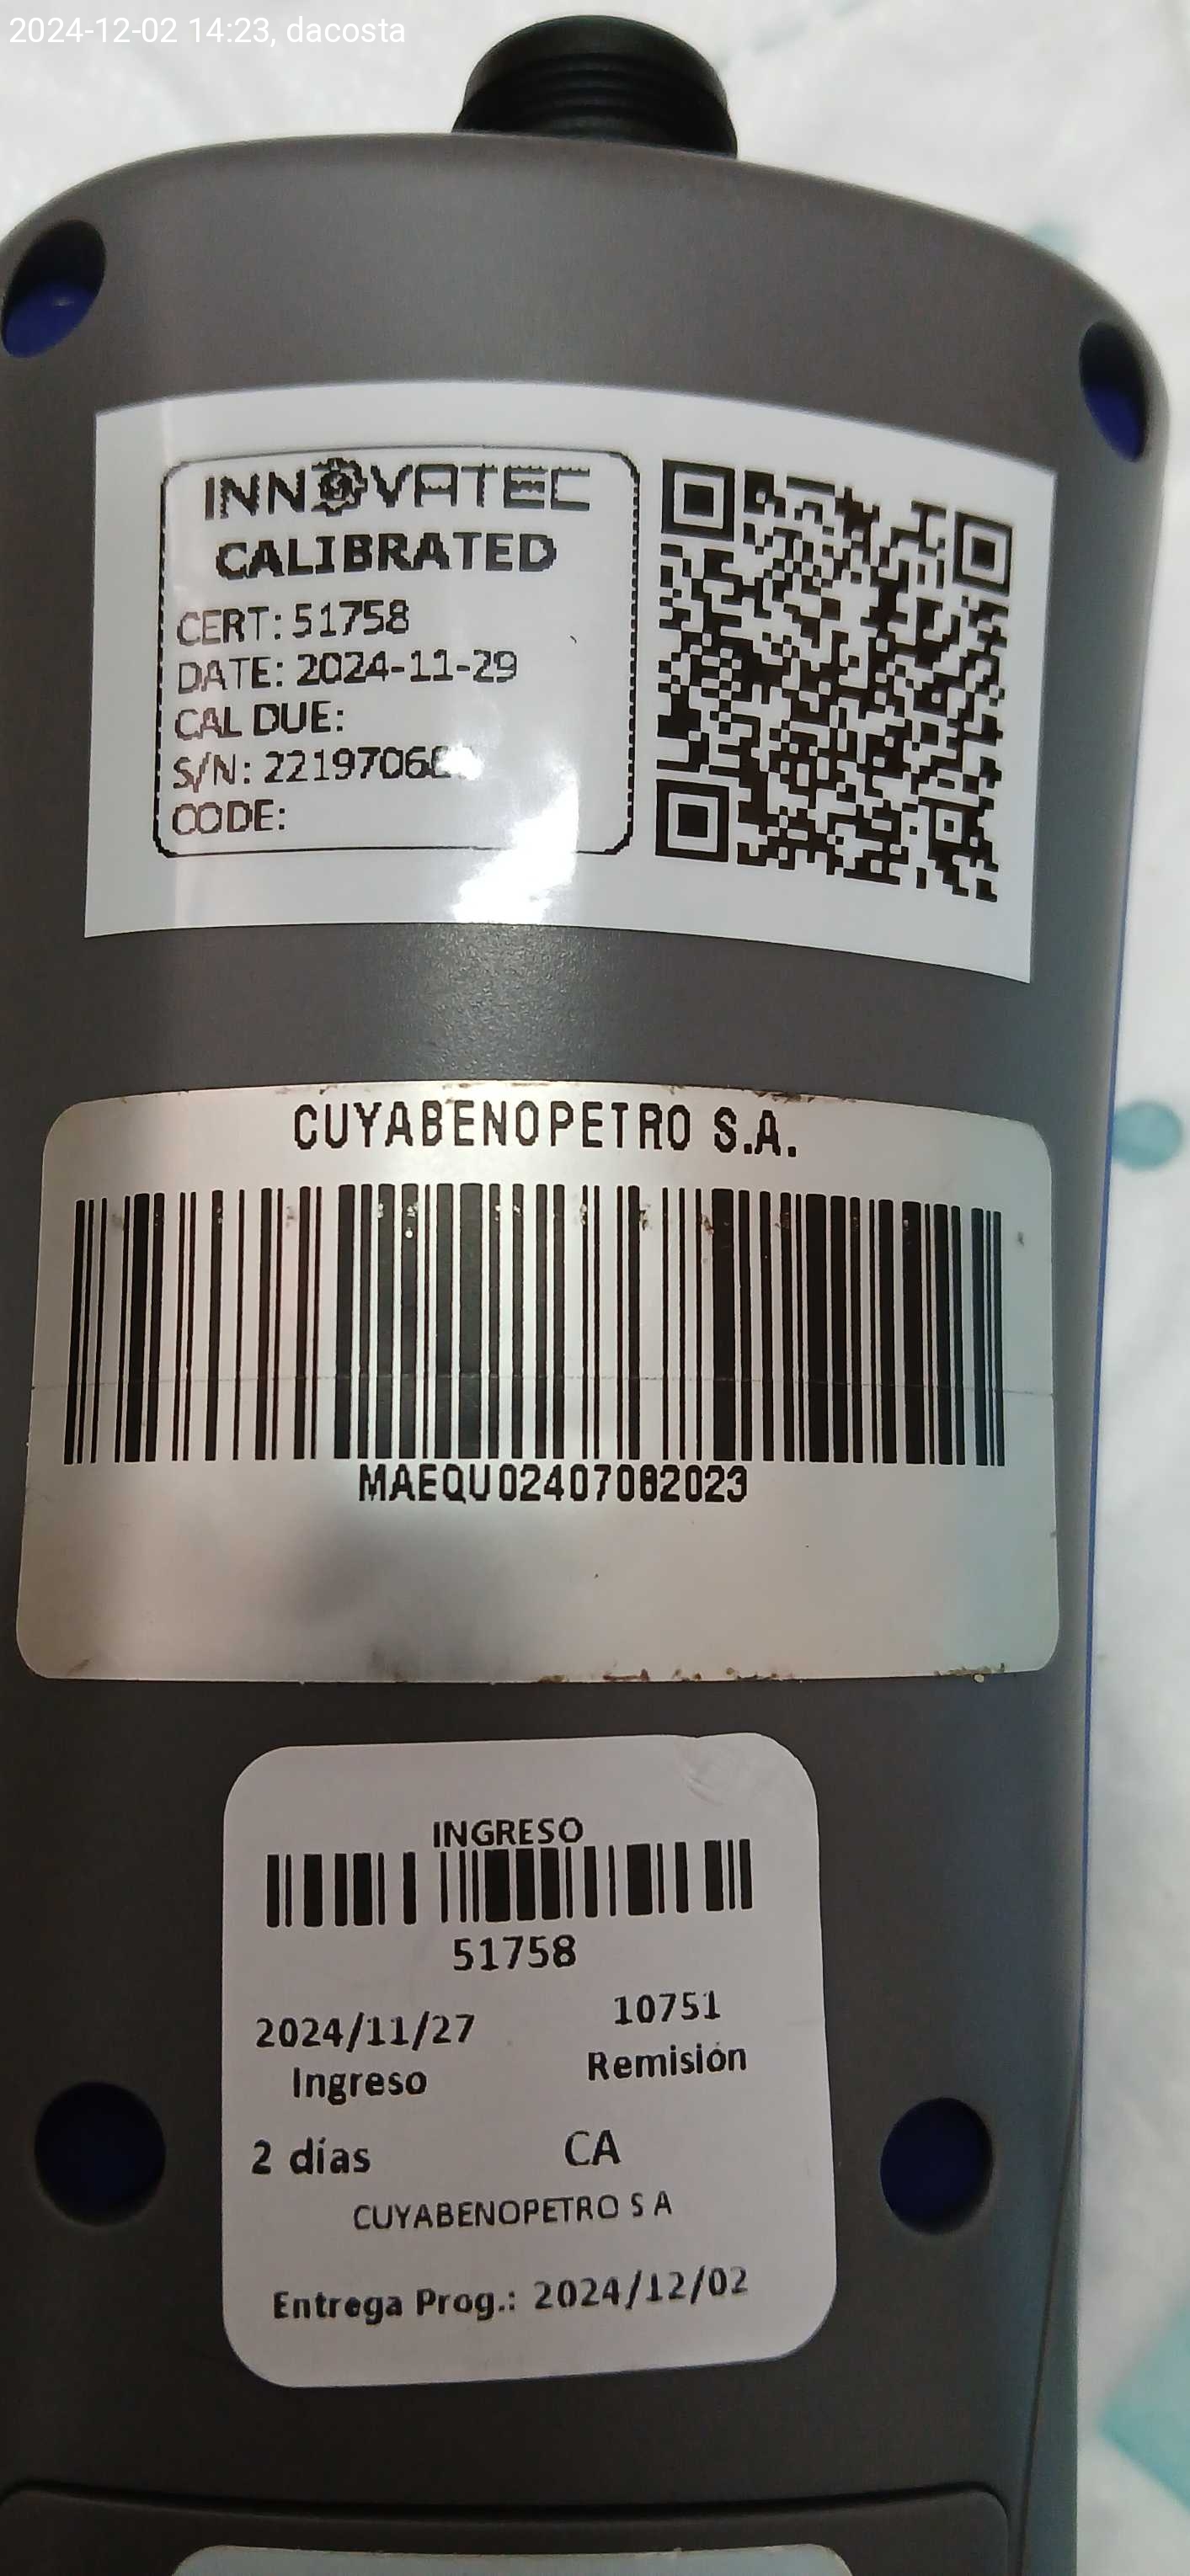 2024-12-02 14:23, dacosta
INNOVATEC
CALIBRATED
CERT: 51758
DATE: 2024-11-29
CAL DUE:
S/N:
CODE:
CUYABENOPETRO S.A.
MAEQU02407082023
INGRESO
51758
2024/11/27 10751
Ingreso Remisión
2 días CA
CUYABENOPETRO S A
Entrega Prog.: 2024/12/02